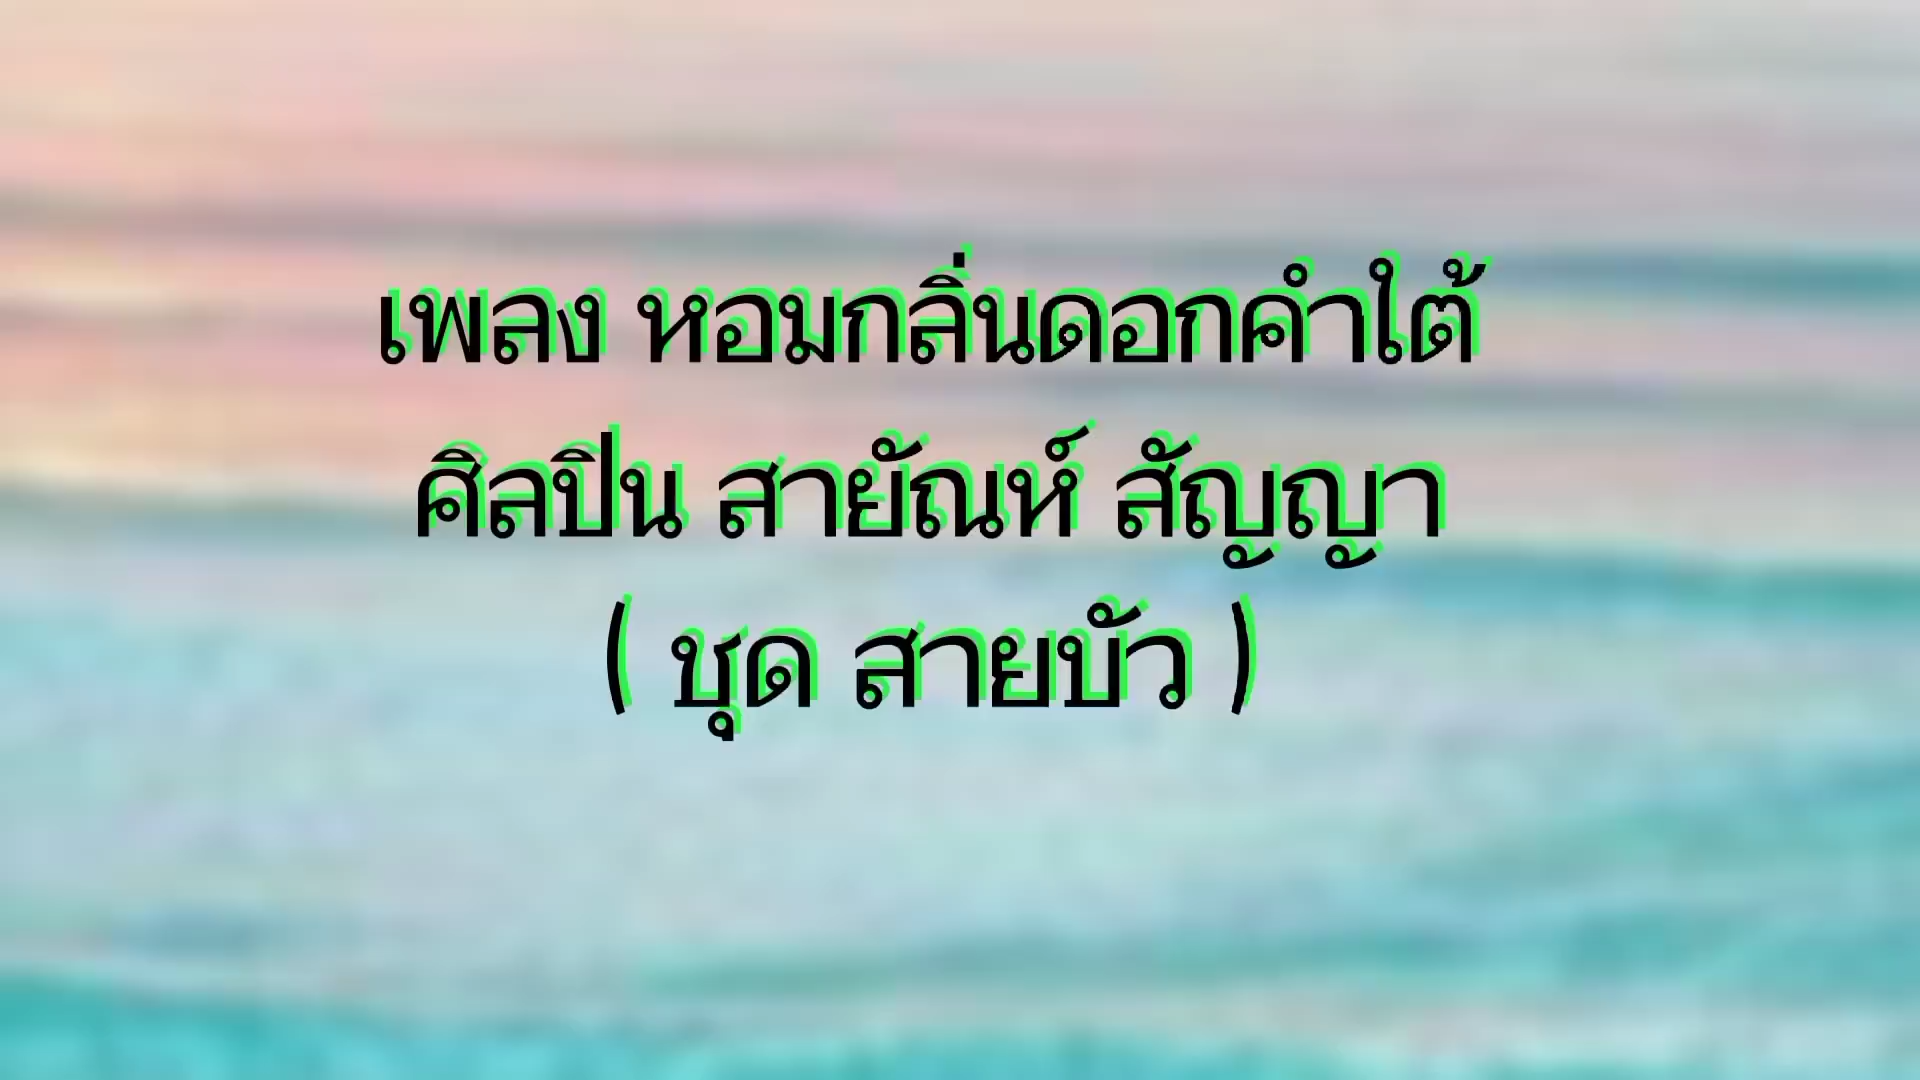 เพลง หอมกลิ่นดอกคำใต้
ศิลปิน สายัณห์ สัญญา
( ชุด สายบัว )